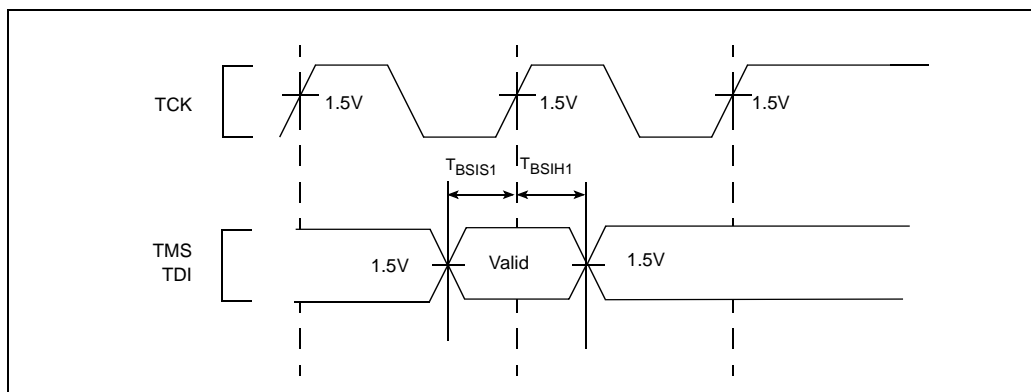 TCK
1.5V
1.5V
1.5V
TBSIS1
TBSIH1
TMS
TDI
1.5V
Valid
1.5V